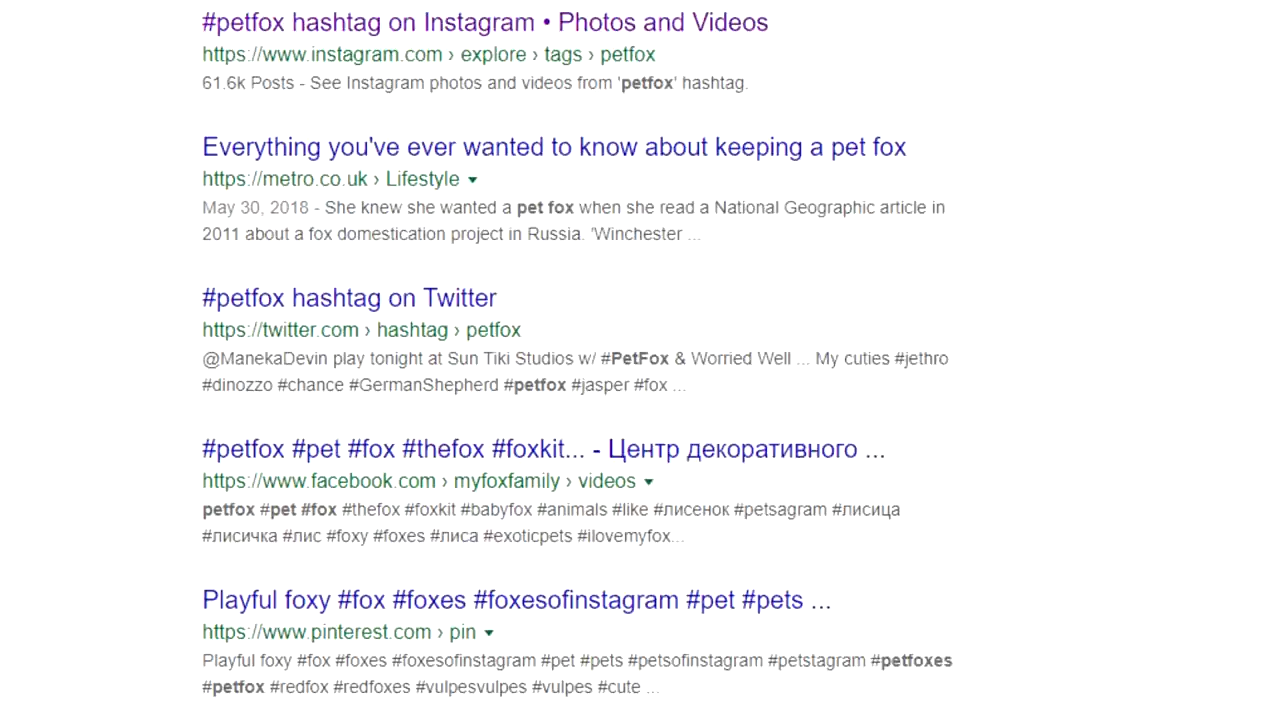 #petfox hashtag on Instagram • Photos and Videos
https://www.instagram.com › explore › tags › petfox
61.6k Posts - See Instagram photos and videos from 'petfox' hashtag.
Everything you've ever wanted to know about keeping a pet fox
https://metro.co.uk › Lifestyle
May 30, 2018 - She knew she wanted a pet fox when she read a National Geographic article in
2011 about a fox domestication project in Russia. 'Winchester ...
#petfox hashtag on Twitter
https://twitter.com › hashtag › petfox
@ManekaDevin play tonight at Sun Tiki Studios w/ #PetFox & Worried Well ... My cuties #jethro
#dinozzo #chance #GermanShepherd #petfox #jasper #fox ...
#petfox #pet #fox #thefox #foxkit... - Центр декоративного ...
https://www.facebook.com › myfoxfamily › videos
petfox #pet #fox #thefox #foxkit #babyfox #animals #like #лисенок #petsagram #лисица
#лисичка #лис #foxy #foxes #лиса #exoticpets #ilovemyfox...
Playful foxy #fox #foxes #foxesofinstagram #pet #pets ...
https://www.pinterest.com › pin
Playful foxy #fox #foxes #foxesofinstagram #pet #pets #petsofinstagram #petstagram #petfoxes
#petfox #redfox #redfoxes #vulpesvulpes #vulpes #cute ...